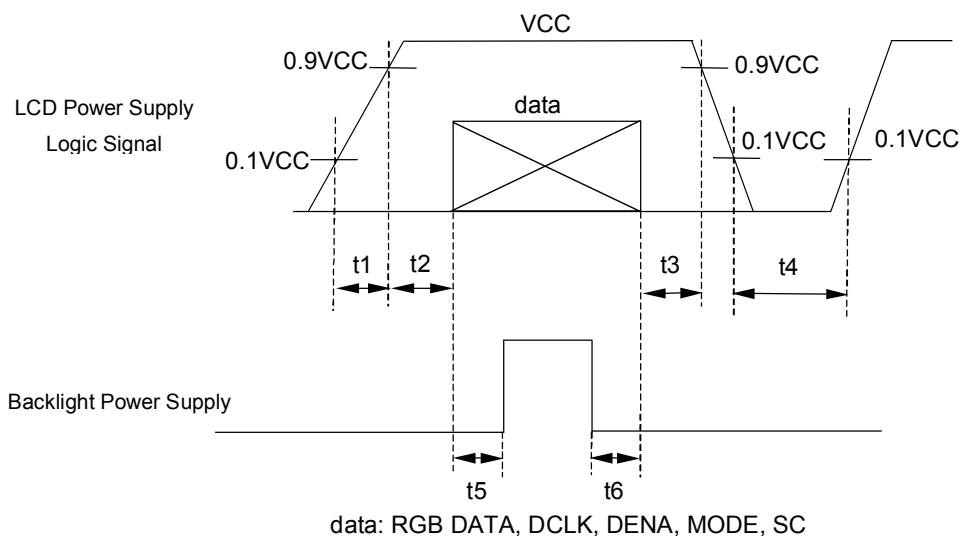 VCC
0.9VCC
0.9VCC
LCD Power Supply
Logic Signal
data
0.1VCC
0.1VCC
0.1VCC
t1
t2
t3
t4
Backlight Power Supply
t5
t6
data: RGB DATA, DCLK, DENA, MODE, SC